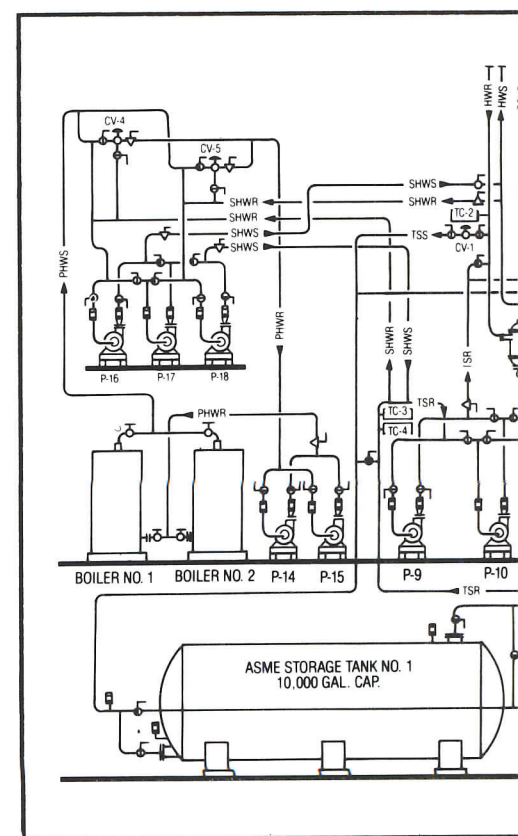 HWR
HWS
CV-4
CV-5
SHWS
SHWR
SHWR
TC-2
SHWR
SHWS
TSS
SHWS
CV-1
PHWS
PHWR
SHWR
SHWS
TSR
P-16
P-17
P-18
TSR
PHWR
TC-3
TC-4
BOILER NO. 1
BOILER NO. 2
P-14
P-15
P-9
P-10
TSR
ASME STORAGE TANK NO. 1
10,000 GAL. CAP.